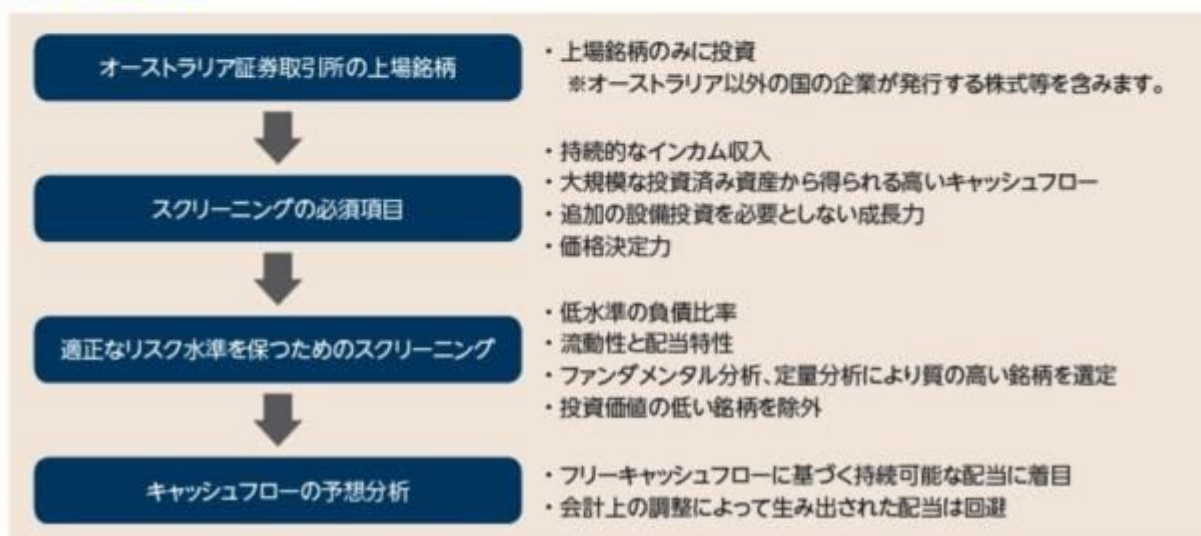 オーストラリア証券取引所の上場銘柄
・上場銘柄のみに投資
※オーストラリア以外の国の企業が発行する株式等を含みます。
スクリーニングの必須項目
・持続的なインカム収入
・大規模な投資済み資産から得られる高いキャッシュフロー
・追加の設備投資を必要としない成長力
・価格決定力
適正なリスク水準を保つためのスクリーニング
・低水準の負債比率
・流動性と配当特性
・ファンダメンタル分析、定量分析により質の高い銘柄を選定
・投資価値の低い銘柄を除外
キャッシュフローの予想分析
・フリーキャッシュフローに基づく持続可能な配当に着目
・会計上の調整によって生み出された配当は回避